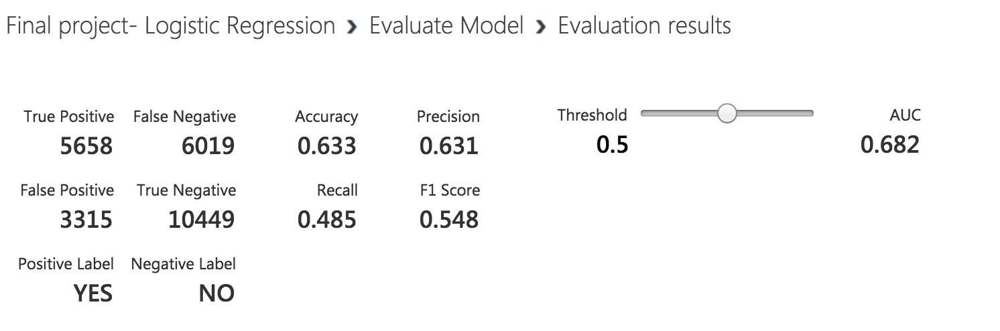 Final project- Logistic Regression › Evaluate Model › Evaluation results
True Positive False Negative Accuracy Precision Threshold AUC
5658 6019 0.633 0.631 0.5 0.682
False Positive True Negative Recall F1 Score
3315 10449 0.485 0.548
Positive Label Negative Label
YES NO